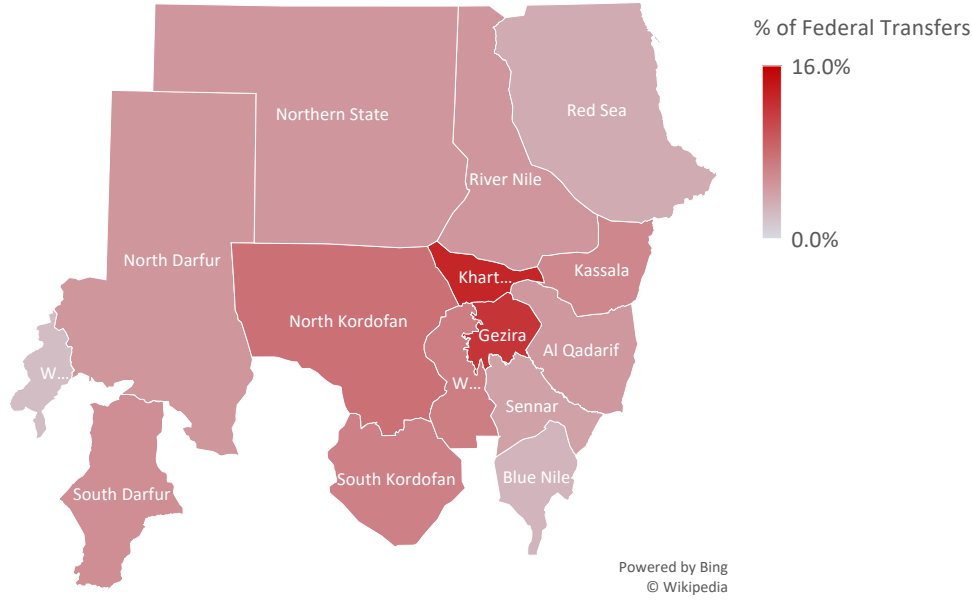 % of Federal Transfers
16.0%
0.0%
Northern State
Red Sea
River Nile
North Darfur
Khart...
Kassala
North Kordofan
Gezira
Al Qadarif
W...
W...
Sennar
South Kordofan
Blue Nile
South Darfur
Powered by Bing
© Wikipedia